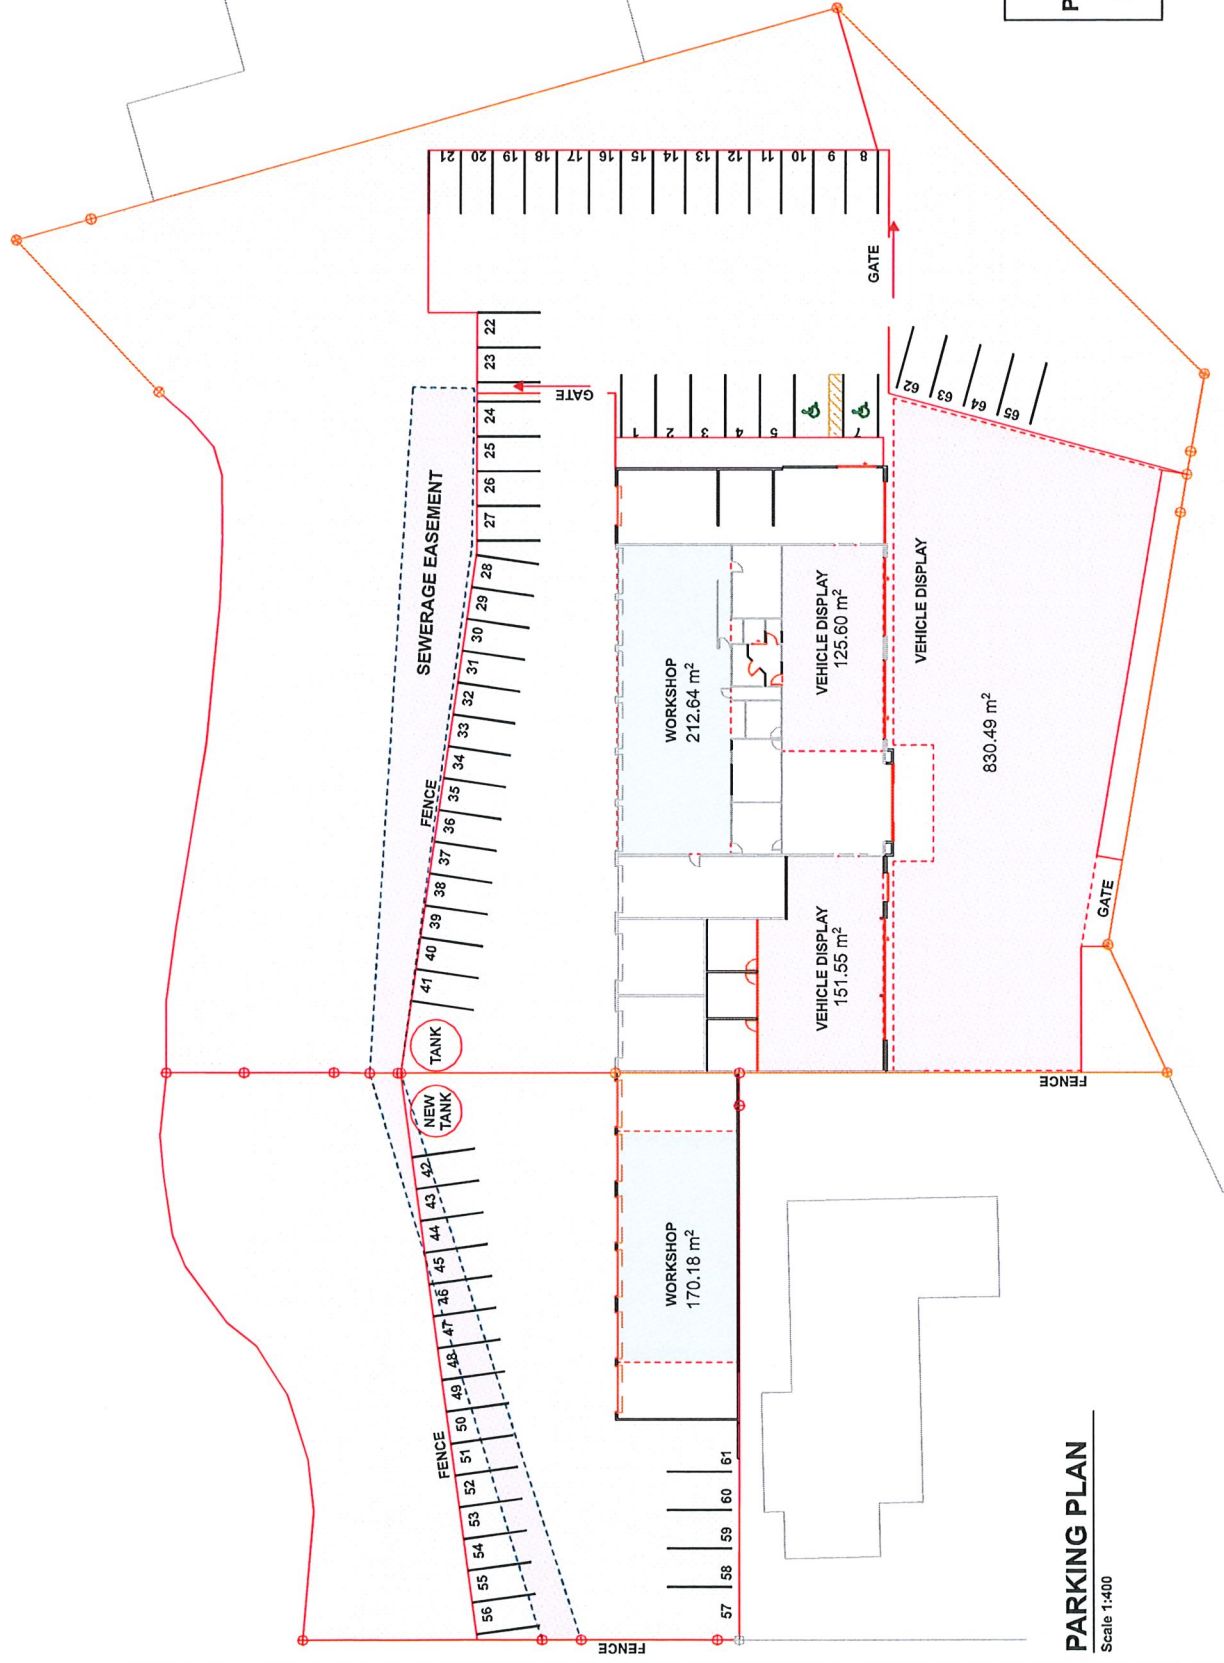 P
21
20
19
18
17
16
15
14
13
12
11
10
9
8
GATE
22
23
GATE
24
25
26
27
28
29
30
31
32
33
34
35
36
37
38
39
40
41
SEWERAGE EASEMENT
FENCE
1
2
3
4
5
7
62
63
64
65
WORKSHOP
212.64 m²
VEHICLE DISPLAY
125.60 m²
VEHICLE DISPLAY
830.49 m²
VEHICLE DISPLAY
151.55 m²
GATE
TANK
NEW
TANK
FENCE
42
43
44
45
46
47
48
49
50
51
52
53
54
55
56
FENCE
WORKSHOP
170.18 m²
61
60
59
58
57
FENCE
PARKING PLAN
Scale 1:400